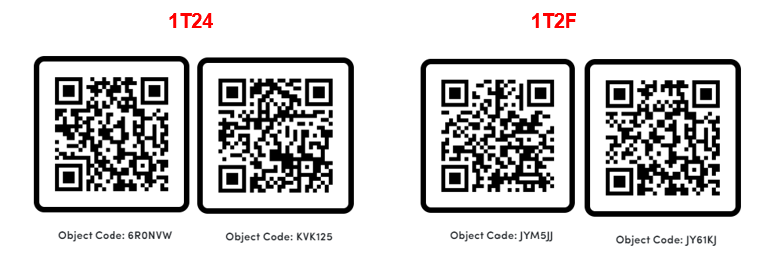 1T24
1T2F
Object Code: 6R0NVW
Object Code: KVK125
Object Code: JYM5JJ
Object Code: JY61KJ